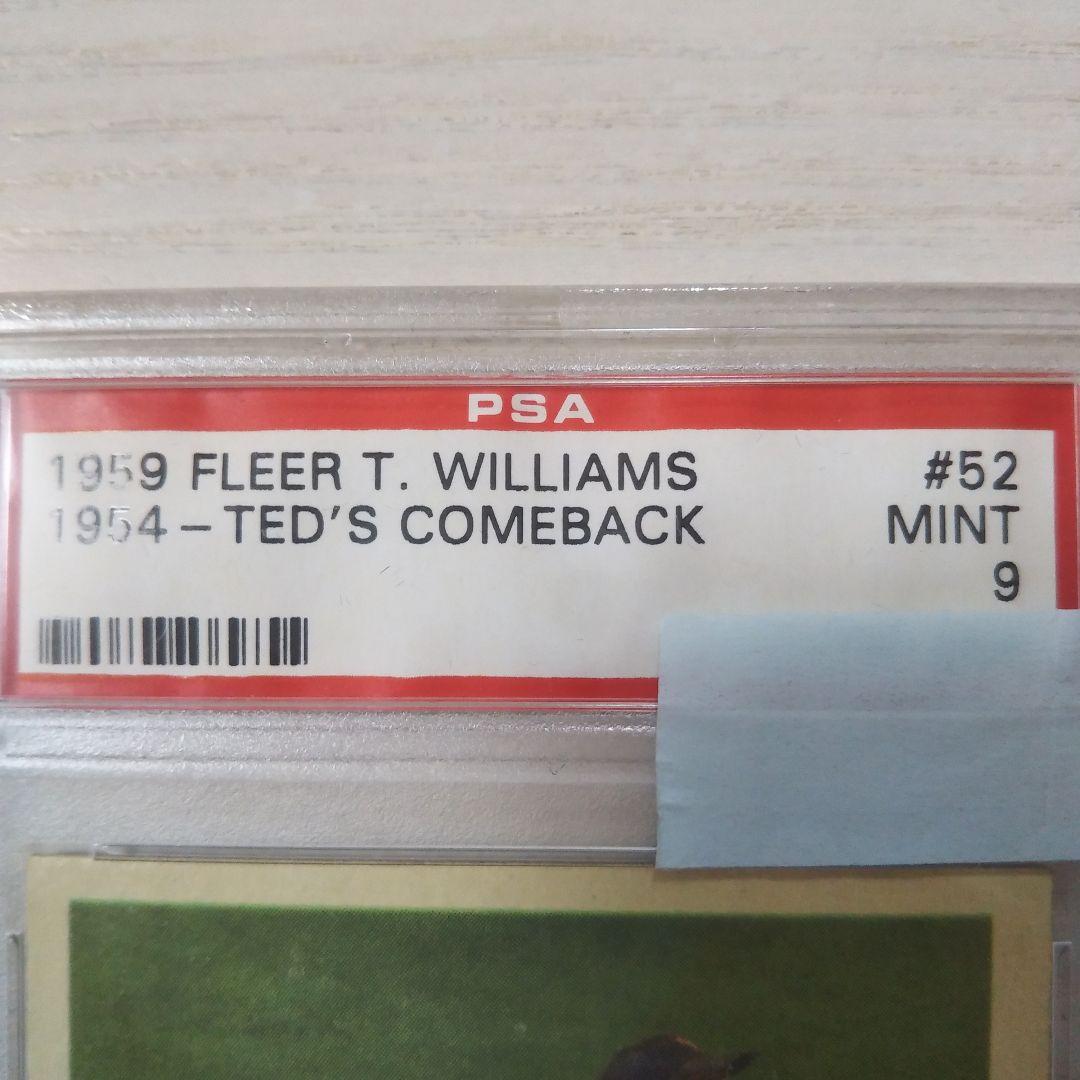 PSA
1959 FLEER T. WILLIAMS #52
1954 – TED'S COMEBACK MINT
9